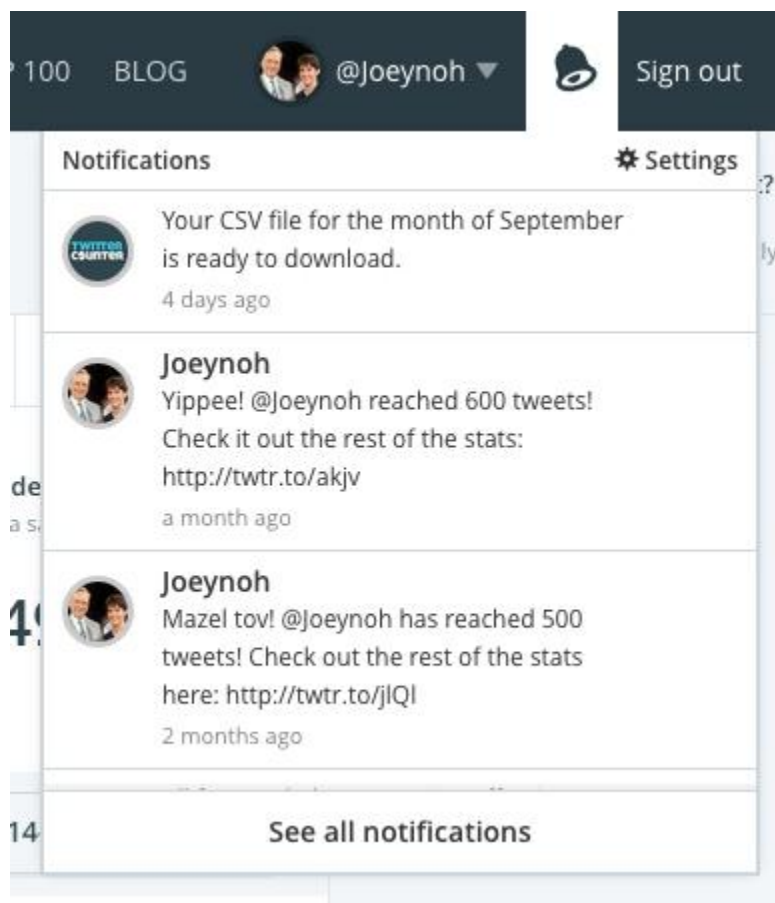 100 BLOG @Joeynoh Sign out
Notifications Settings
TWITTER
COUNTER
Your CSV file for the month of September
is ready to download.
4 days ago
Joeynoh
Yippee! @Joeynoh reached 600 tweets!
Check it out the rest of the stats:
http://twtr.to/akjv
a month ago
Joeynoh
Mazel tov! @Joeynoh has reached 500
tweets! Check out the rest of the stats
here: http://twtr.to/jlQl
2 months ago
See all notifications